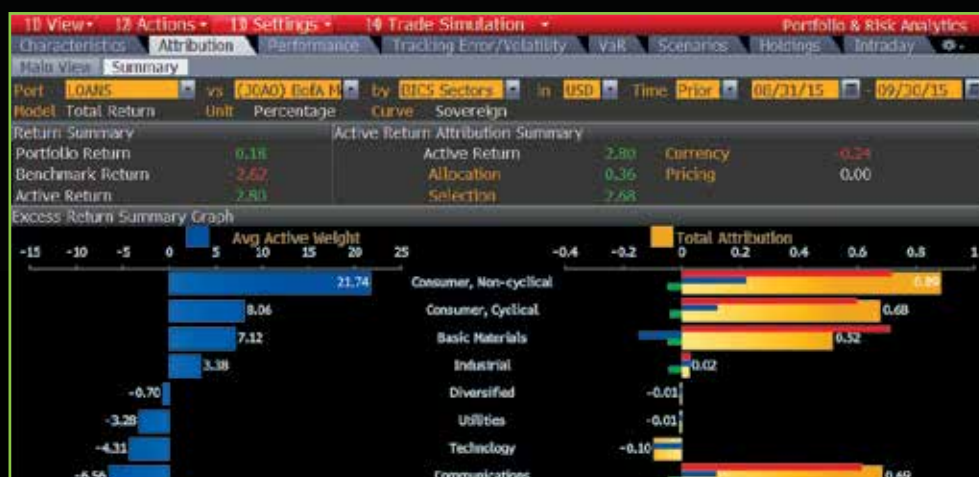 11) View 12) Actions 13) Settings 14) Trade Simulation Portfolio & Risk Analytics
Characteristics Attribution Performance Tracking Error/Volatility VaR Scenarios Holdings Intraday
Main View Summary
Port LOANS vs (J0A0) BofA M by BICS Sectors in USD Time Prior 08/31/15 - 09/30/15
Model Total Return Unit Percentage Curve Sovereign
Return Summary Active Return Attribution Summary
Portfolio Return 0.18 Active Return 2.80 Currency -0.24
Benchmark Return -2.62 Allocation 0.36 Pricing 0.00
Active Return 2.80 Selection 2.68
Excess Return Summary Graph
Avg Active Weight Total Attribution
-15 -10 -5 0 5 10 15 20 25 -0.4 -0.2 0 0.2 0.4 0.6 0.8 1
21.74 Consumer, Non-cyclical 0.89
8.06 Consumer, Cyclical 0.68
7.12 Basic Materials 0.52
3.38 Industrial 0.02
-0.70 Diversified -0.01
-3.28 Utilities -0.01
-4.31 Technology -0.10
-6.56 Communications 0.69